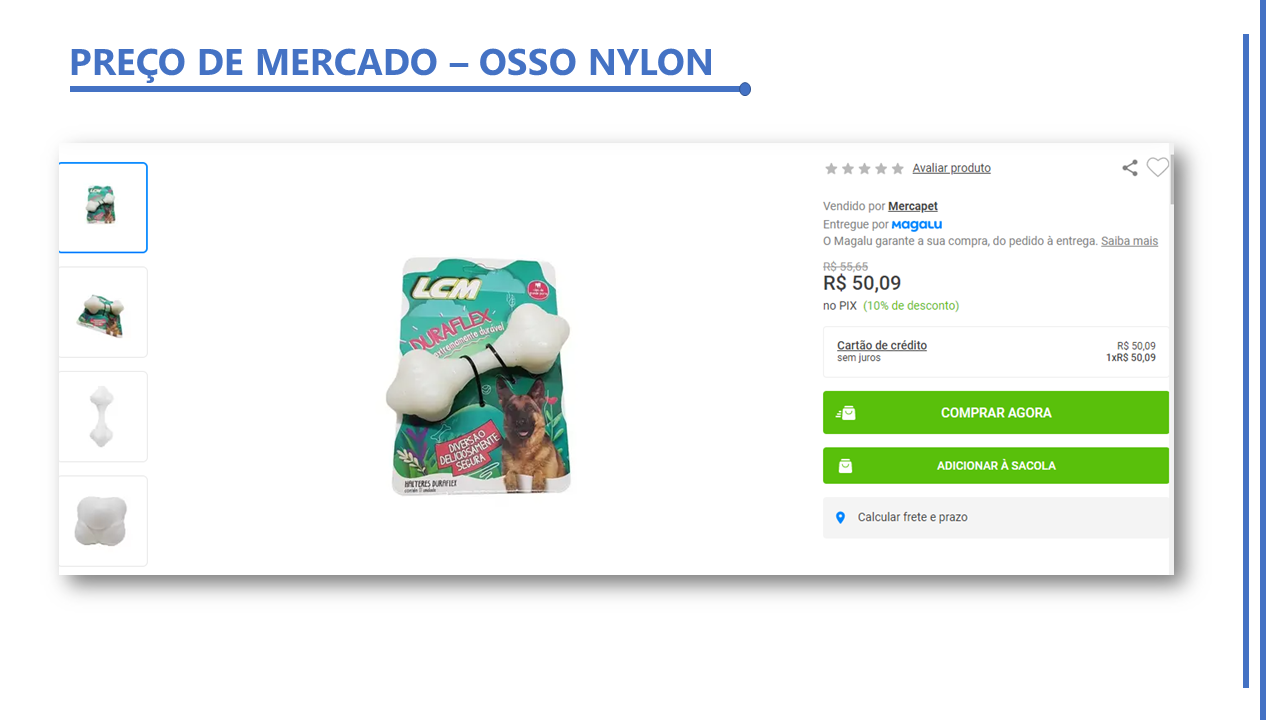 PREÇO DE MERCADO – OSSO NYLON
Avaliar produto
Vendido por Mercapet
Entregue por Magalu
O Magalu garante a sua compra, do pedido à entrega. Saiba mais
R$ 55,65
R$ 50,09
no PIX (10% de desconto)
Cartão de crédito R$ 50,09
sem juros 1xR$ 50,09
COMPRAR AGORA
ADICIONAR À SACOLA
Calcular frete e prazo
LCM
DURAFLEX
extremamente durável
DIVERSÃO
DELICIOSAMENTE
SEGURA
HALTERES DURAFLEX